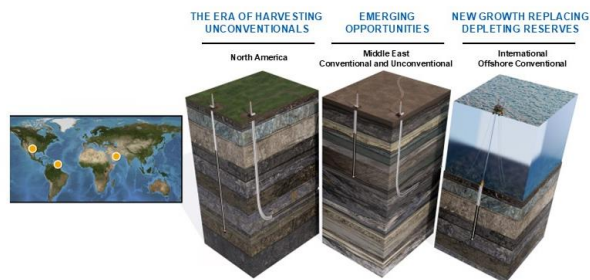 THE ERA OF HARVESTING
UNCONVENTIONALS
North America
EMERGING
OPPORTUNITIES
Middle East
Conventional and Unconventional
NEW GROWTH REPLACING
DEPLETING RESERVES
International
Offshore Conventional